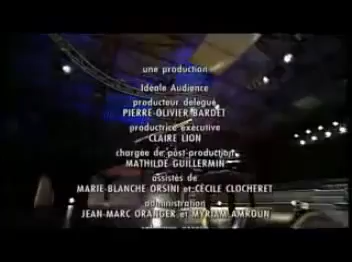 une production
Idéale Audience
producteur délégué
PIERRE-OLIVIER BARDET
productrice exécutive
CLAIRE LION
chargée de post-production
MATHILDE GUILLERMIN
assistés de
MARIE-BLANCHE ORSINI et CÉCILE CLOCHERET
administration
JEAN-MARC ORANGER et MYRIAM AMROUN